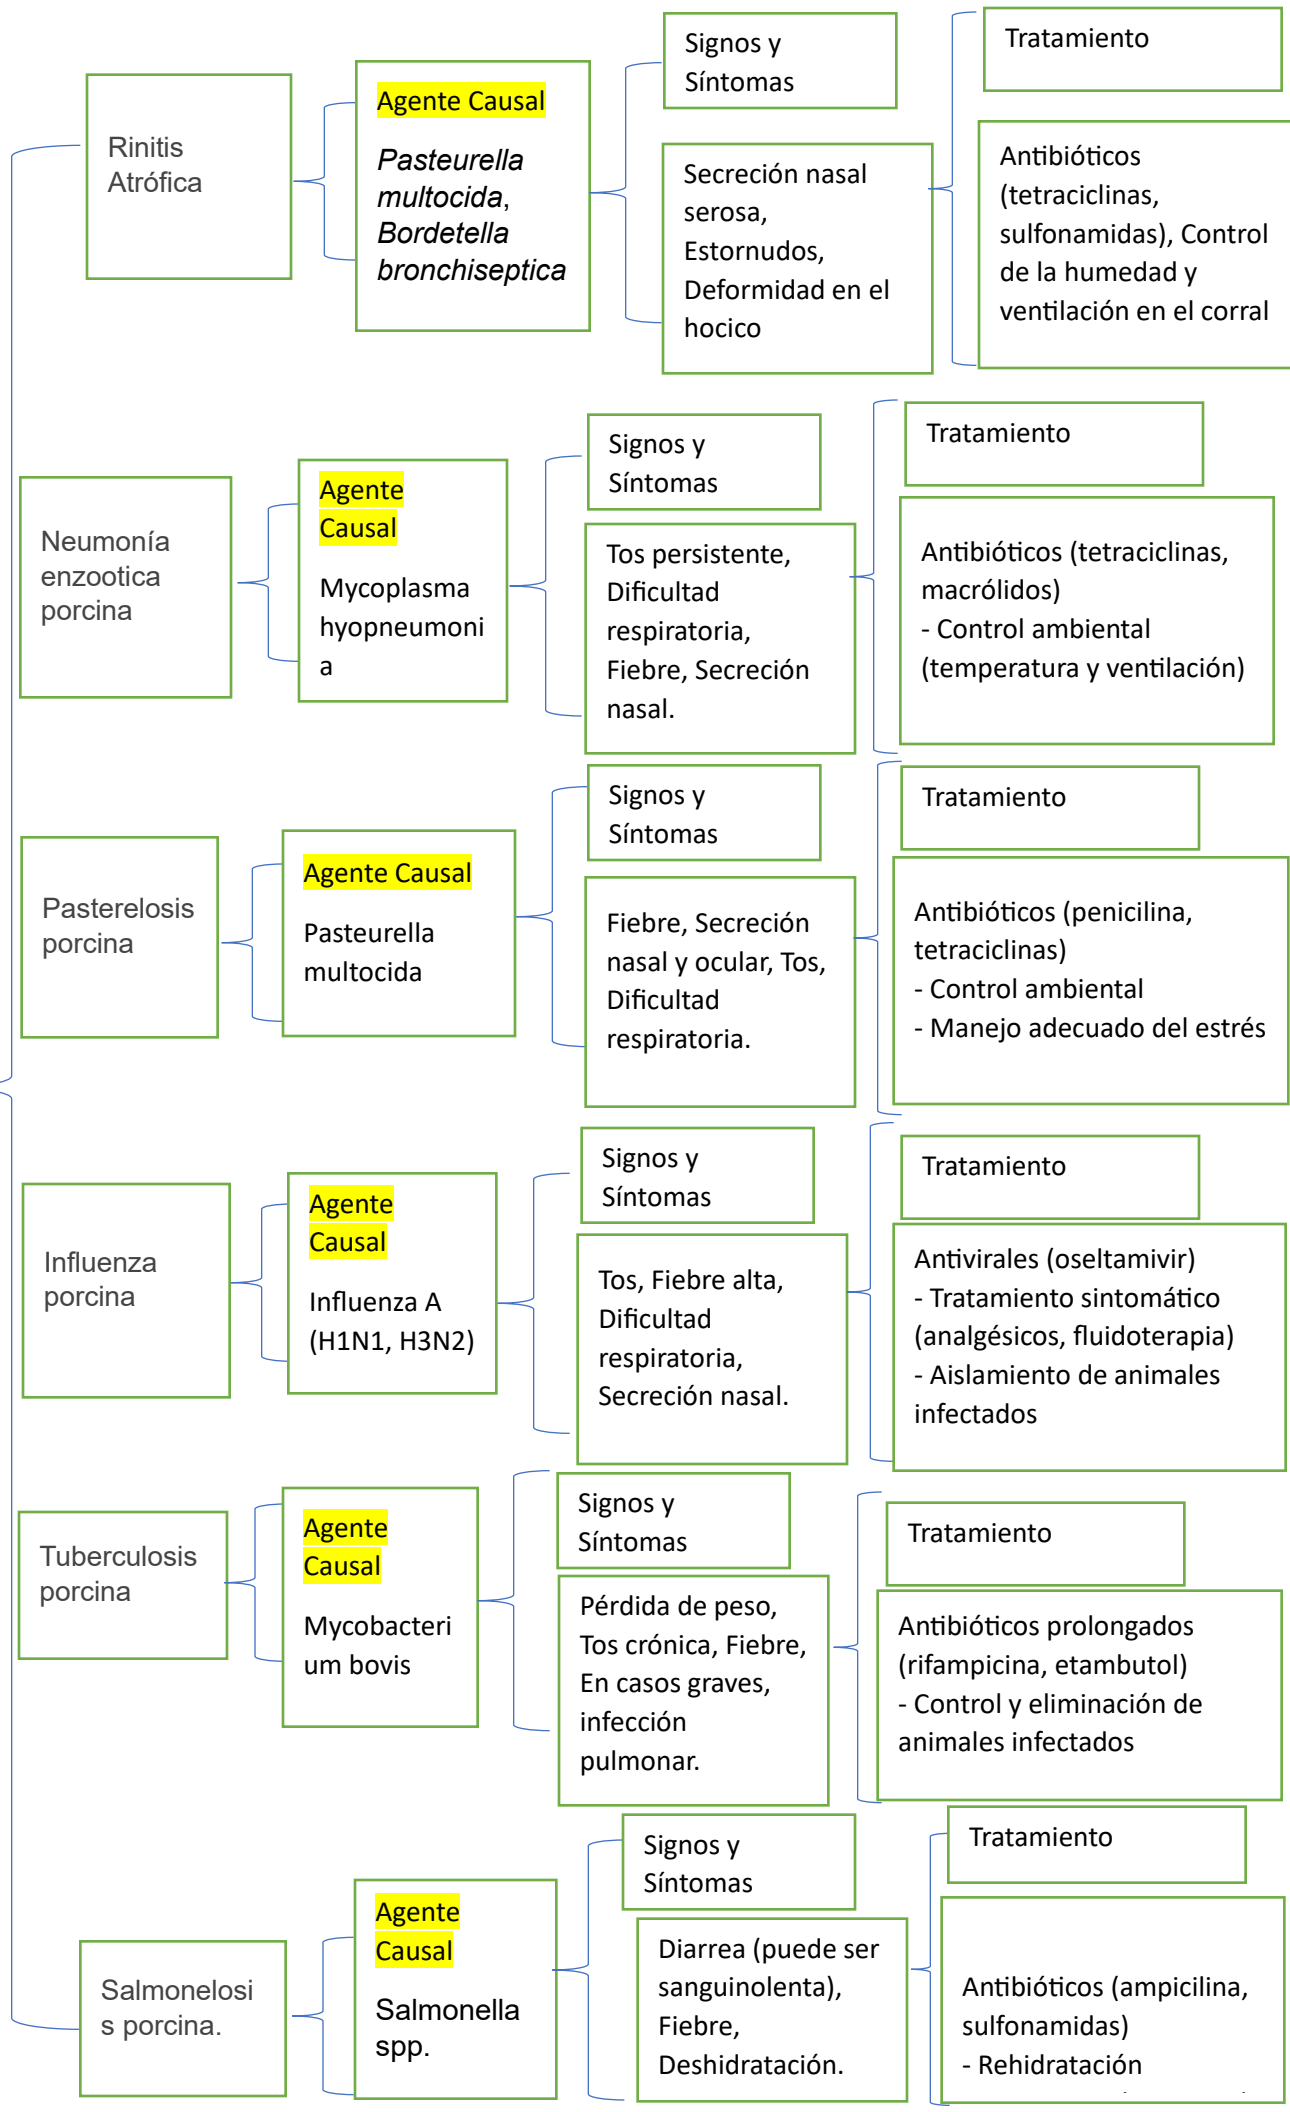 Rinitis
Atrófica
Agente Causal
Pasteurella
multocida,
Bordetella
bronchiseptica
Signos y
Síntomas
Secreción nasal
serosa,
Estornudos,
Deformidad en el
hocico
Tratamiento
Antibióticos
(tetraciclinas,
sulfonamidas), Control
de la humedad y
ventilación en el corral
Neumonía
enzootica
porcina
Agente
Causal
Mycoplasma
hyopneumoni
a
Signos y
Síntomas
Tos persistente,
Dificultad
respiratoria,
Fiebre, Secreción
nasal.
Tratamiento
Antibióticos (tetraciclinas,
macrólidos)
- Control ambiental
(temperatura y ventilación)
Pasterelosis
porcina
Agente Causal
Pasteurella
multocida
Signos y
Síntomas
Fiebre, Secreción
nasal y ocular, Tos,
Dificultad
respiratoria.
Tratamiento
Antibióticos (penicilina,
tetraciclinas)
- Control ambiental
- Manejo adecuado del estrés
Influenza
porcina
Agente
Causal
Influenza A
(H1N1, H3N2)
Signos y
Síntomas
Tos, Fiebre alta,
Dificultad
respiratoria,
Secreción nasal.
Tratamiento
Antivirales (oseltamivir)
- Tratamiento sintomático
(analgésicos, fluidoterapia)
- Aislamiento de animales
infectados
Tuberculosis
porcina
Agente
Causal
Mycobacteri
um bovis
Signos y
Síntomas
Pérdida de peso,
Tos crónica, Fiebre,
En casos graves,
infección
pulmonar.
Tratamiento
Antibióticos prolongados
(rifampicina, etambutol)
- Control y eliminación de
animales infectados
Salmonelosi
s porcina.
Agente
Causal
Salmonella
spp.
Signos y
Síntomas
Diarrea (puede ser
sanguinolenta),
Fiebre,
Deshidratación.
Tratamiento
Antibióticos (ampicilina,
sulfonamidas)
- Rehidratación